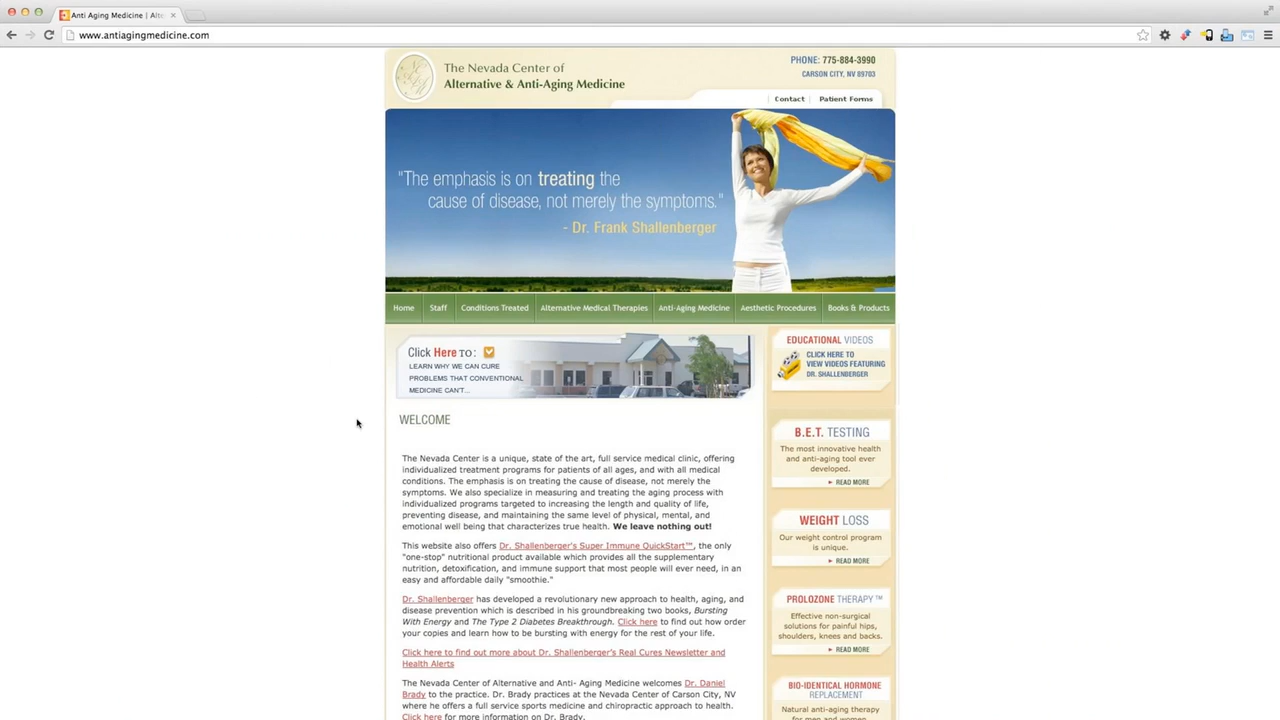 Anti Aging Medicine | Alte
www.antiagingmedicine.com
The Nevada Center of
Alternative & Anti-Aging Medicine
PHONE: 775-884-3990
CARSON CITY, NV 89703
Contact
Patient Forms
"The emphasis is on treating the
cause of disease, not merely the symptoms."
- Dr. Frank Shallenberger
Home
Staff
Conditions Treated
Alternative Medical Therapies
Anti-Aging Medicine
Aesthetic Procedures
Books & Products
Click Here TO:
LEARN WHY WE CAN CURE
PROBLEMS THAT CONVENTIONAL
MEDICINE CAN'T...
WELCOME
The Nevada Center is a unique, state of the art, full service medical clinic, offering
individualized treatment programs for patients of all ages, and with all medical
conditions. The emphasis is on treating the cause of disease, not merely the
symptoms. We also specialize in measuring and treating the aging process with
individualized programs targeted to increasing the length and quality of life,
preventing disease, and maintaining the same level of physical, mental, and
emotional well being that characterizes true health. We leave nothing out!
This website also offers Dr. Shallenberger's Super Immune QuickStart™, the only
"one-stop" nutritional product available which provides all the supplementary
nutrition, detoxification, and immune support that most people will ever need, in an
easy and affordable daily "smoothie."
Dr. Shallenberger has developed a revolutionary new approach to health, aging, and
disease prevention which is described in his groundbreaking two books, Bursting
With Energy and The Type 2 Diabetes Breakthrough. Click here to find out how order
your copies and learn how to be bursting with energy for the rest of your life.
Click here to find out more about Dr. Shallenberger's Real Cures Newsletter and
Health Alerts
The Nevada Center of Alternative and Anti- Aging Medicine welcomes Dr. Daniel
Brady to the practice. Dr. Brady practices at the Nevada Center of Carson City, NV
where he offers a full service sports medicine and chiropractic approach to health.
Click here for more information on Dr. Brady.
EDUCATIONAL VIDEOS
CLICK HERE TO
VIEW VIDEOS FEATURING
DR. SHALLENBERGER
B.E.T. TESTING
The most innovative health
and anti-aging tool ever
developed.
READ MORE
WEIGHT LOSS
Our weight control program
is unique.
READ MORE
PROLOZONE THERAPY ™
Effective non-surgical
solutions for painful hips,
shoulders, knees and backs.
READ MORE
BIO-IDENTICAL HORMONE
REPLACEMENT
Natural anti-aging therapy
for men and women